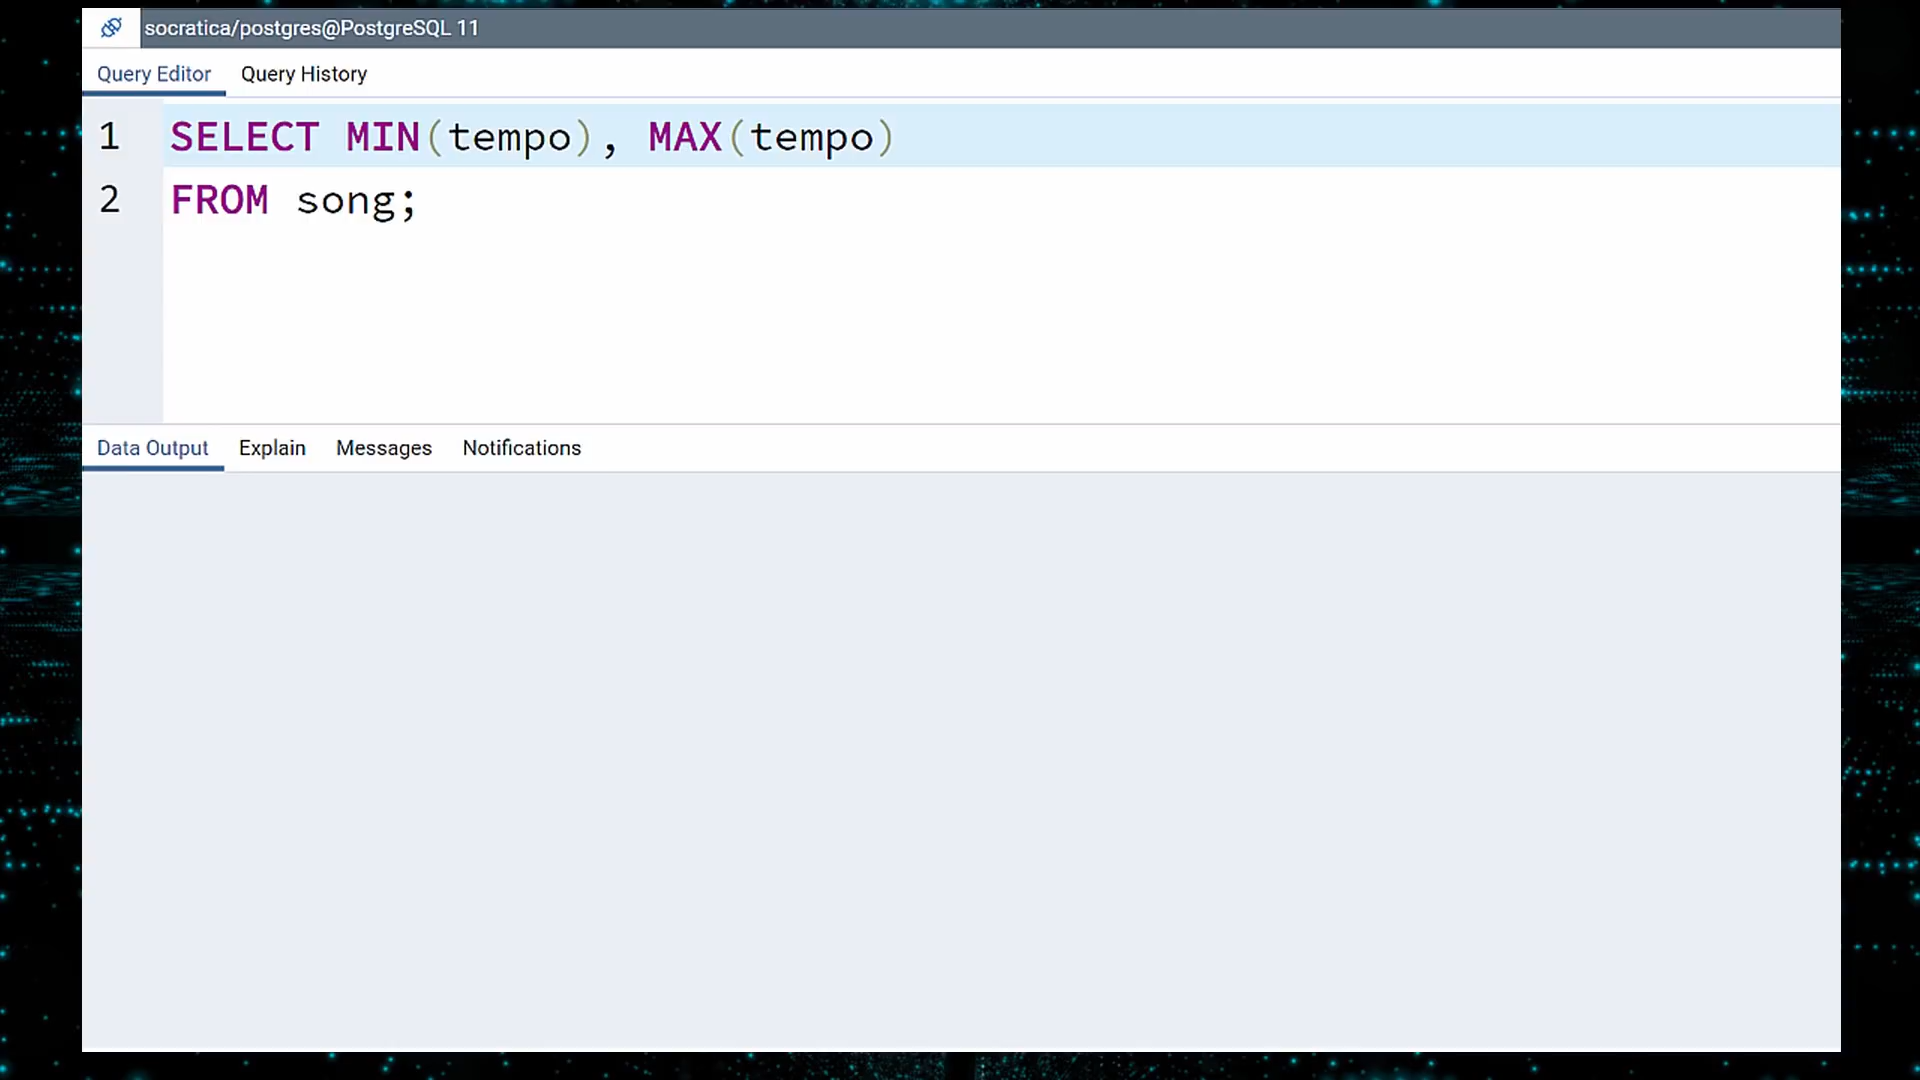 socratica/postgres@PostgreSQL 11
Query Editor Query History
1 SELECT MIN(tempo), MAX(tempo)
2 FROM song;
Data Output Explain Messages Notifications